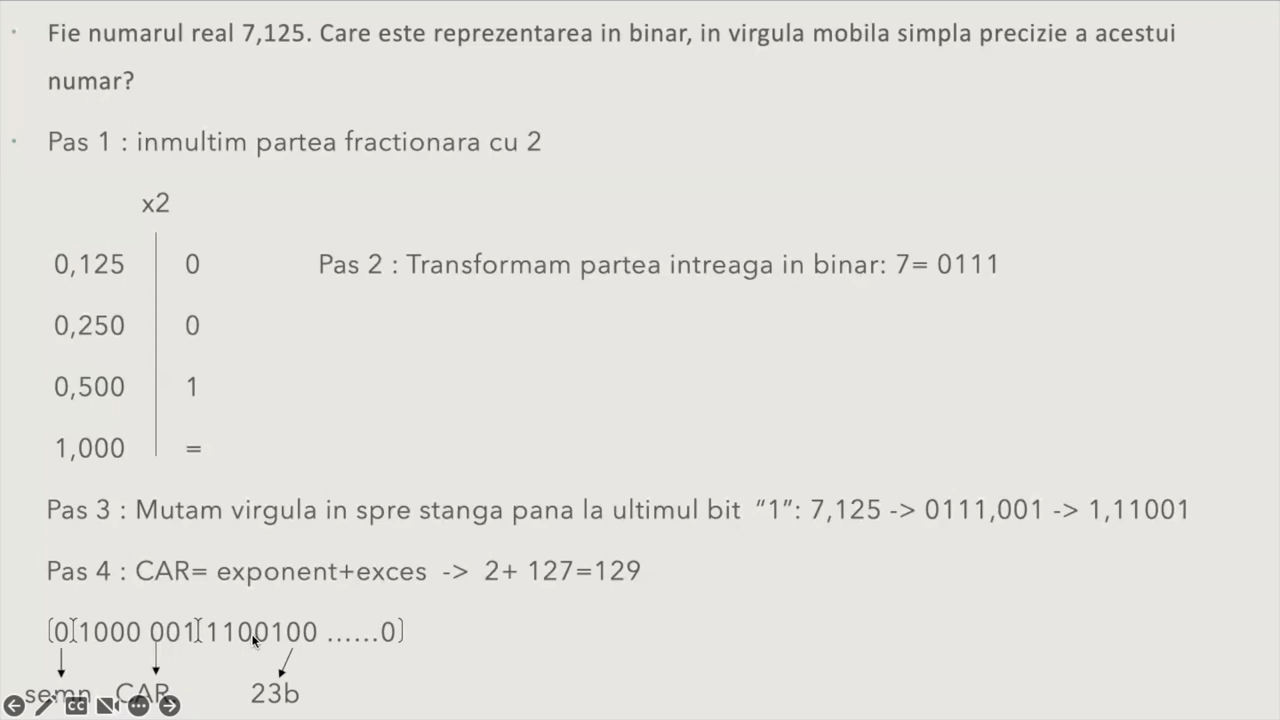 Fie numarul real 7,125. Care este reprezentarea in binar, in virgula mobila simpla precizie a acestui
numar?
Pas 1 : inmultim partea fractionara cu 2
x2
0,125 0 Pas 2 : Transformam partea intreaga in binar: 7= 0111
0,250 0
0,500 1
1,000 =
Pas 3 : Mutam virgula in spre stanga pana la ultimul bit “1”: 7,125 -> 0111,001 -> 1,11001
Pas 4 : CAR= exponent+exces -> 2+ 127=129
(0)(1000 001)(1100100 ......0)
semn CAR 23b
CC